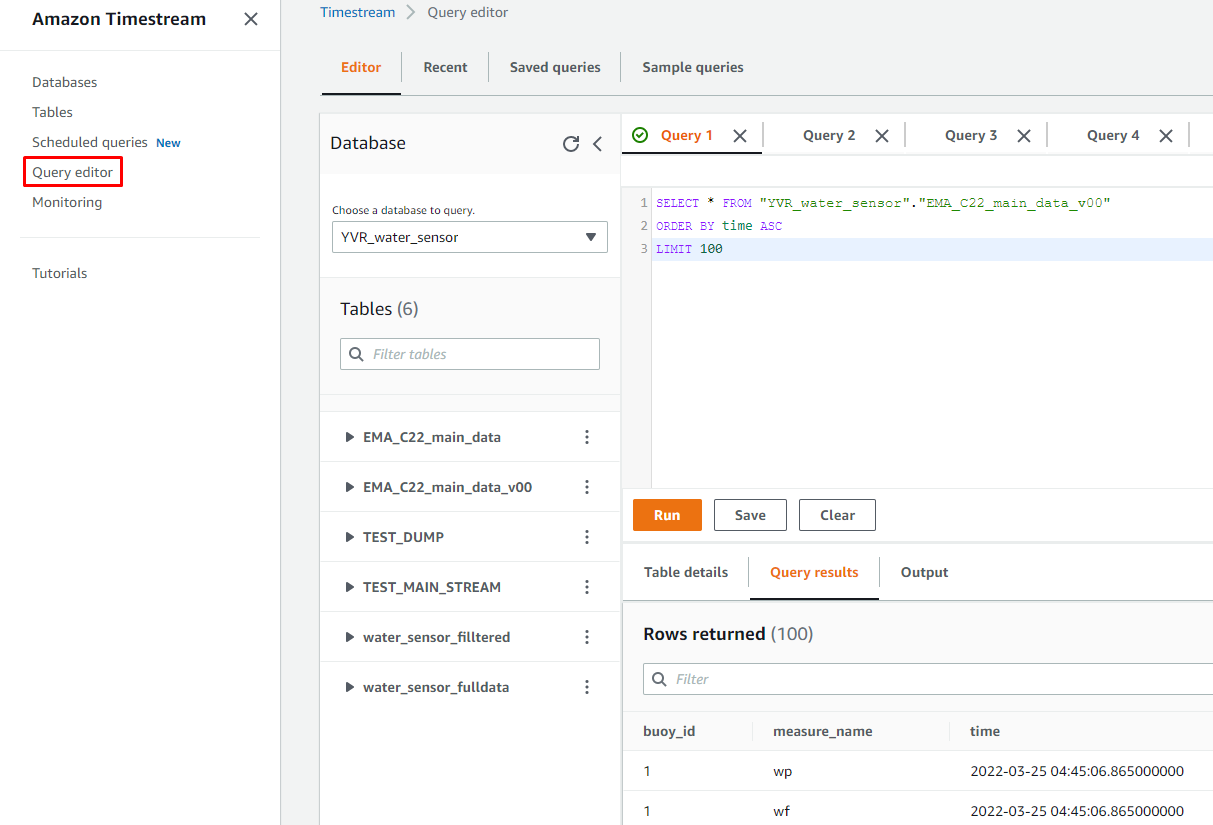 Amazon Timestream
Databases
Tables
Scheduled queries New
Query editor
Monitoring
Tutorials
Timestream Query editor
Editor Recent Saved queries Sample queries
Database
Choose a database to query.
YVR_water_sensor
Tables (6)
Filter tables
EMA_C22_main_data
EMA_C22_main_data_v00
TEST_DUMP
TEST_MAIN_STREAM
water_sensor_filltered
water_sensor_fulldata
Query 1 Query 2 Query 3 Query 4
1 SELECT * FROM "YVR_water_sensor"."EMA_C22_main_data_v00"
2 ORDER BY time ASC
3 LIMIT 100
Run Save Clear
Table details Query results Output
Rows returned (100)
Filter
buoy_id measure_name time
1 wp 2022-03-25 04:45:06.865000000
1 wf 2022-03-25 04:45:06.865000000